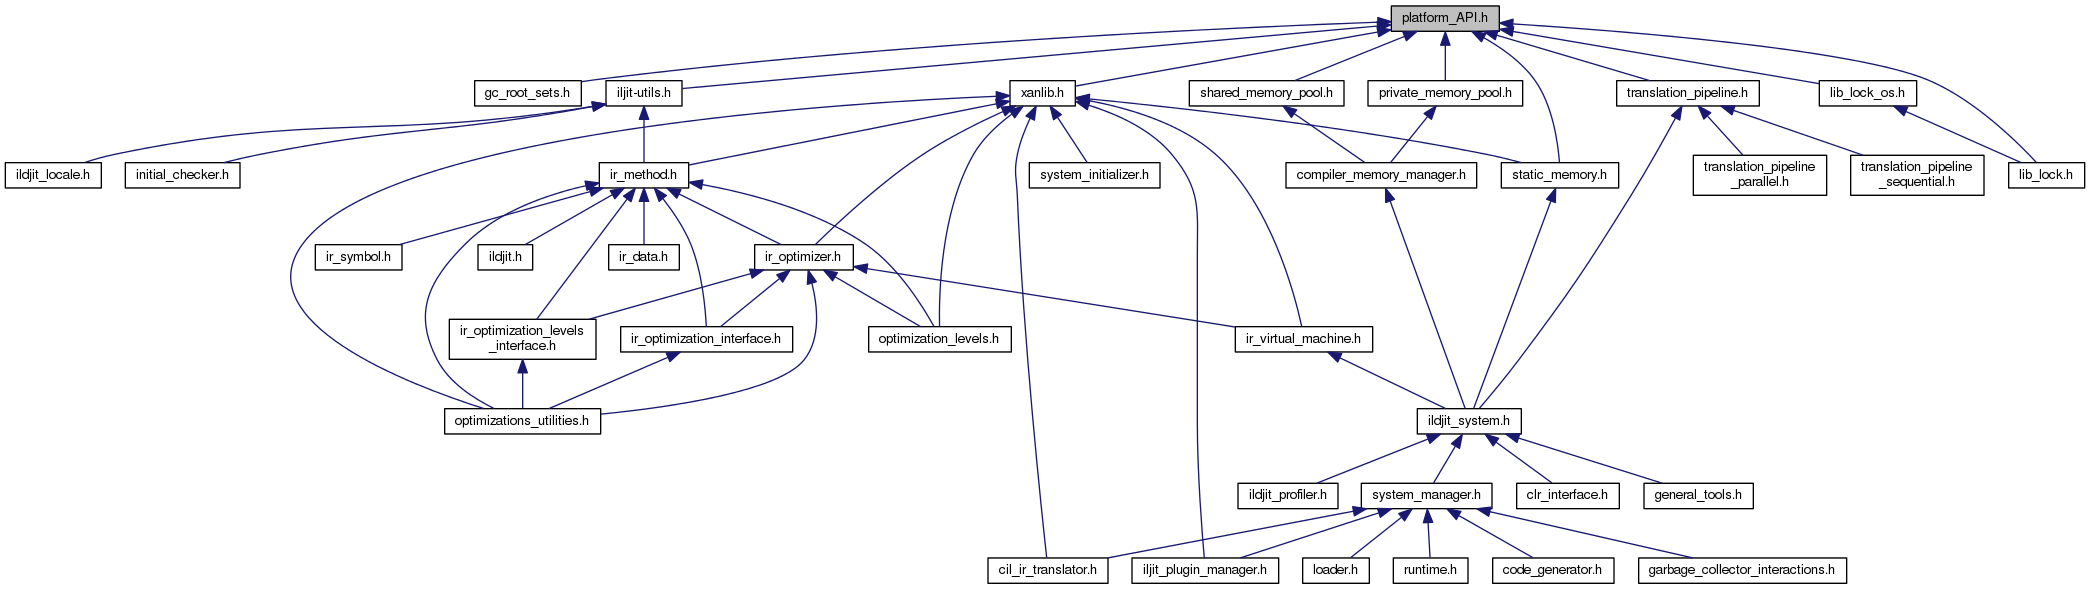 platform_API.h
gc_root_sets.h
iljit-utils.h
xanlib.h
shared_memory_pool.h
private_memory_pool.h
translation_pipeline.h
lib_lock_os.h
ildjit_locale.h
initial_checker.h
ir_method.h
system_initializer.h
compiler_memory_manager.h
static_memory.h
translation_pipeline
_parallel.h
translation_pipeline
_sequential.h
lib_lock.h
ir_symbol.h
ildjit.h
ir_data.h
ir_optimizer.h
ir_optimization_levels
_interface.h
ir_optimization_interface.h
optimization_levels.h
ir_virtual_machine.h
optimizations_utilities.h
ildjit_system.h
ildjit_profiler.h
system_manager.h
clr_interface.h
general_tools.h
cil_ir_translator.h
iljit_plugin_manager.h
loader.h
runtime.h
code_generator.h
garbage_collector_interactions.h